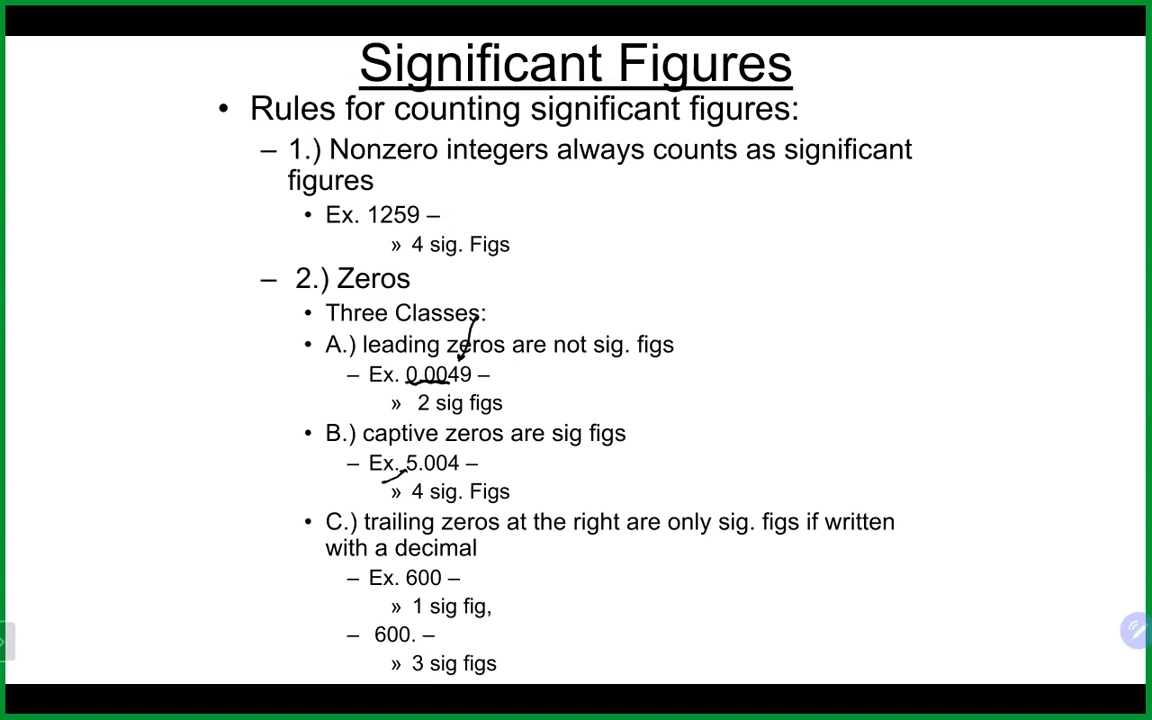 Significant Figures
• Rules for counting significant figures:
– 1.) Nonzero integers always counts as significant
figures
• Ex. 1259 –
» 4 sig. Figs
– 2.) Zeros
• Three Classes:
• A.) leading zeros are not sig. figs
– Ex. 0.0049 –
» 2 sig figs
• B.) captive zeros are sig figs
– Ex. 5.004 –
» 4 sig. Figs
• C.) trailing zeros at the right are only sig. figs if written
with a decimal
– Ex. 600 –
» 1 sig fig,
– 600. –
» 3 sig figs